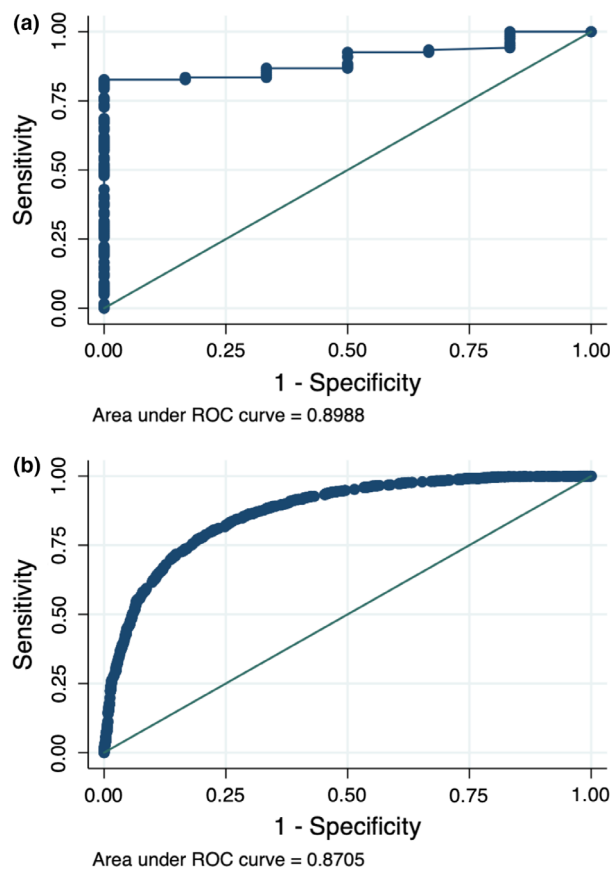 (a)
Sensitivity
1.00
0.75
0.50
0.25
0.00
0.00 0.25 0.50 0.75 1.00
1 - Specificity
Area under ROC curve = 0.8988
(b)
Sensitivity
1.00
0.75
0.50
0.25
0.00
0.00 0.25 0.50 0.75 1.00
1 - Specificity
Area under ROC curve = 0.8705